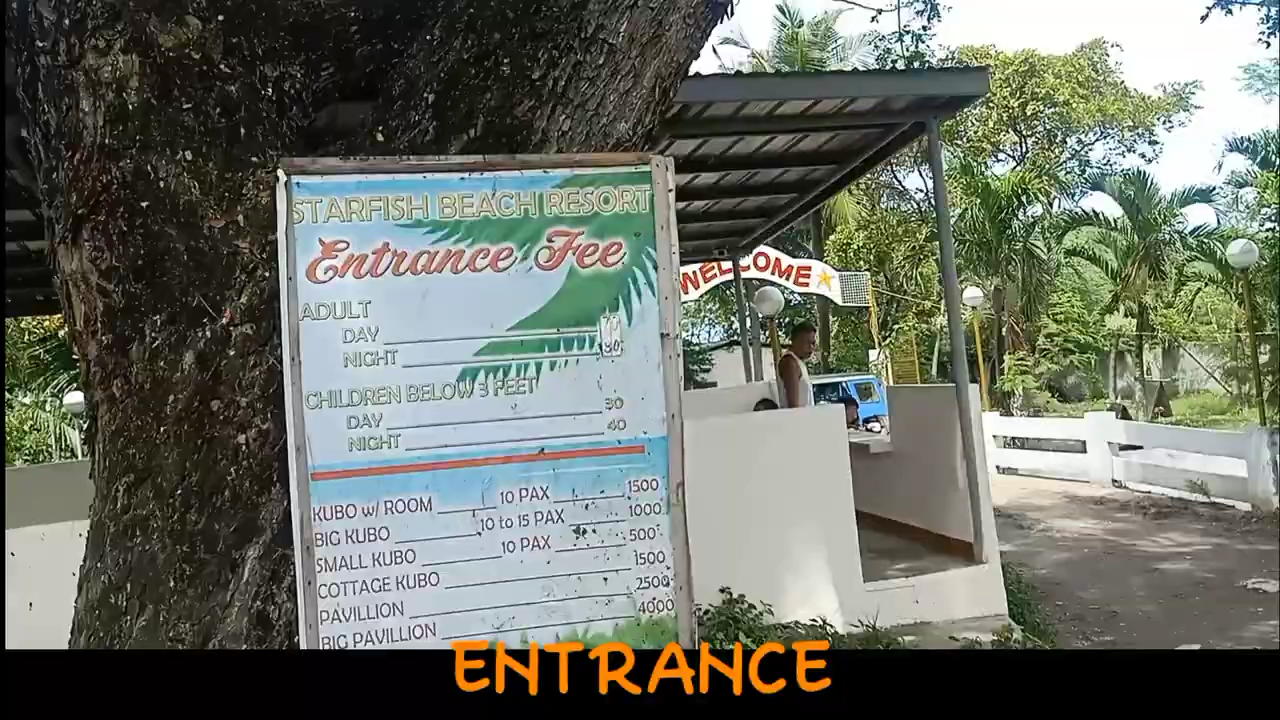 STARFISH BEACH RESORT
Entrance Fee
ADULT
DAY 70
NIGHT 80
CHILDREN BELOW 3 FEET
DAY 30
NIGHT 40
KUBO w/ ROOM 10 PAX 1500
BIG KUBO 10 to 15 PAX 1000
SMALL KUBO 10 PAX 500
COTTAGE KUBO 1500
PAVILLION 2500
BIG PAVILLION 4000
WELCOME
ENTRANCE